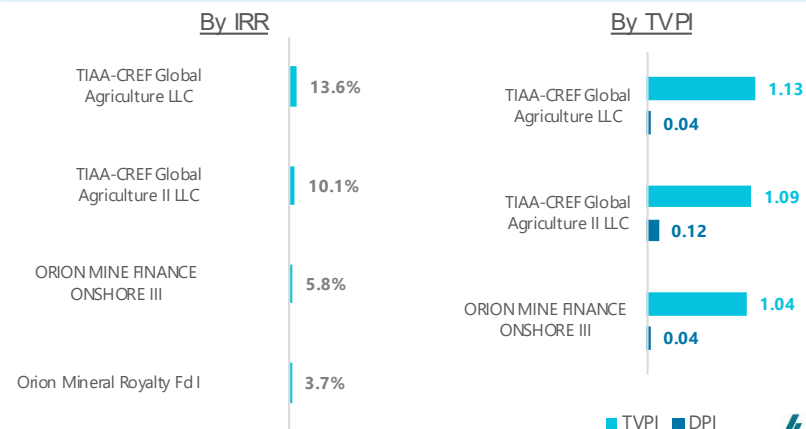 By IRR
TIAA-CREF Global
Agriculture LLC
13.6%
TIAA-CREF Global
Agriculture II LLC
10.1%
ORION MINE FINANCE
ONSHORE III
5.8%
Orion Mineral Royalty Fd I
3.7%
By TVPI
TIAA-CREF Global
Agriculture LLC
1.13
0.04
TIAA-CREF Global
Agriculture II LLC
1.09
0.12
ORION MINE FINANCE
ONSHORE III
1.04
0.04
TVPI DPI